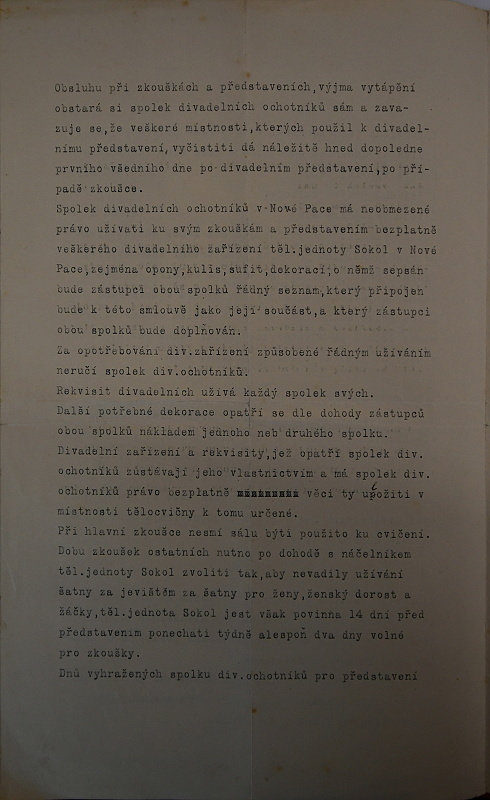 Obsluhu při zkouškách a představeních,výjma vytápění
obstará si spolek divadelních ochotníků sám a zava-
zuje se,že veškeré místnosti,kterých použil k divadel-
nímu představení,vyčistiti dá náležitě hned dopoledne
prvního všedního dne po divadelním představení,po pří-
padě zkoušce.
Spolek divadelních ochotníků v Nové Pace má neobmezené
právo užívati ku svým zkouškám a představením bezplatně
veškerého divadelního zařízení těl.jednoty Sokol v Nové
Pace,zejména opony,kulis,sufit,dekorací;o němž sepsán
bude zástupci obou spolků řádný seznam,který připojen
bude k této smlouvě jako její součást,a který zástupci
obou spolků bude doplňován.
Za opotřebování div.zařízení způsobené řádným užíváním
neručí spolek div.ochotníků.
Rekvisit divadelních užívá každý spolek svých.
Další potřebné dekorace opatří se dle dohody zástupců
obou spolků nákladem jednoho neb druhého spolku.
Divadelní zařízení a rekvisity,jež opatří spolek div.
ochotníků zůstávají jeho vlastnictvím a má spolek div.
ochotníků právo bezplatně věci ty uložiti v
místnosti tělocvičny k tomu určené.
Při hlavní zkoušce nesmí sálu býti použito ku cvičení.
Dobu zkoušek ostatních nutno po dohodě s náčelníkem
těl.jednoty Sokol zvoliti tak,aby nevadily užívání
šatny za jevištěm za šatny pro ženy,ženský dorost a
žáčky,těl.jednota Sokol jest však povinna 14 dní před
představením ponechati týdně alespoň dva dny volné
pro zkoušky.
Dnů vyhražených spolku div.ochotníků pro představení